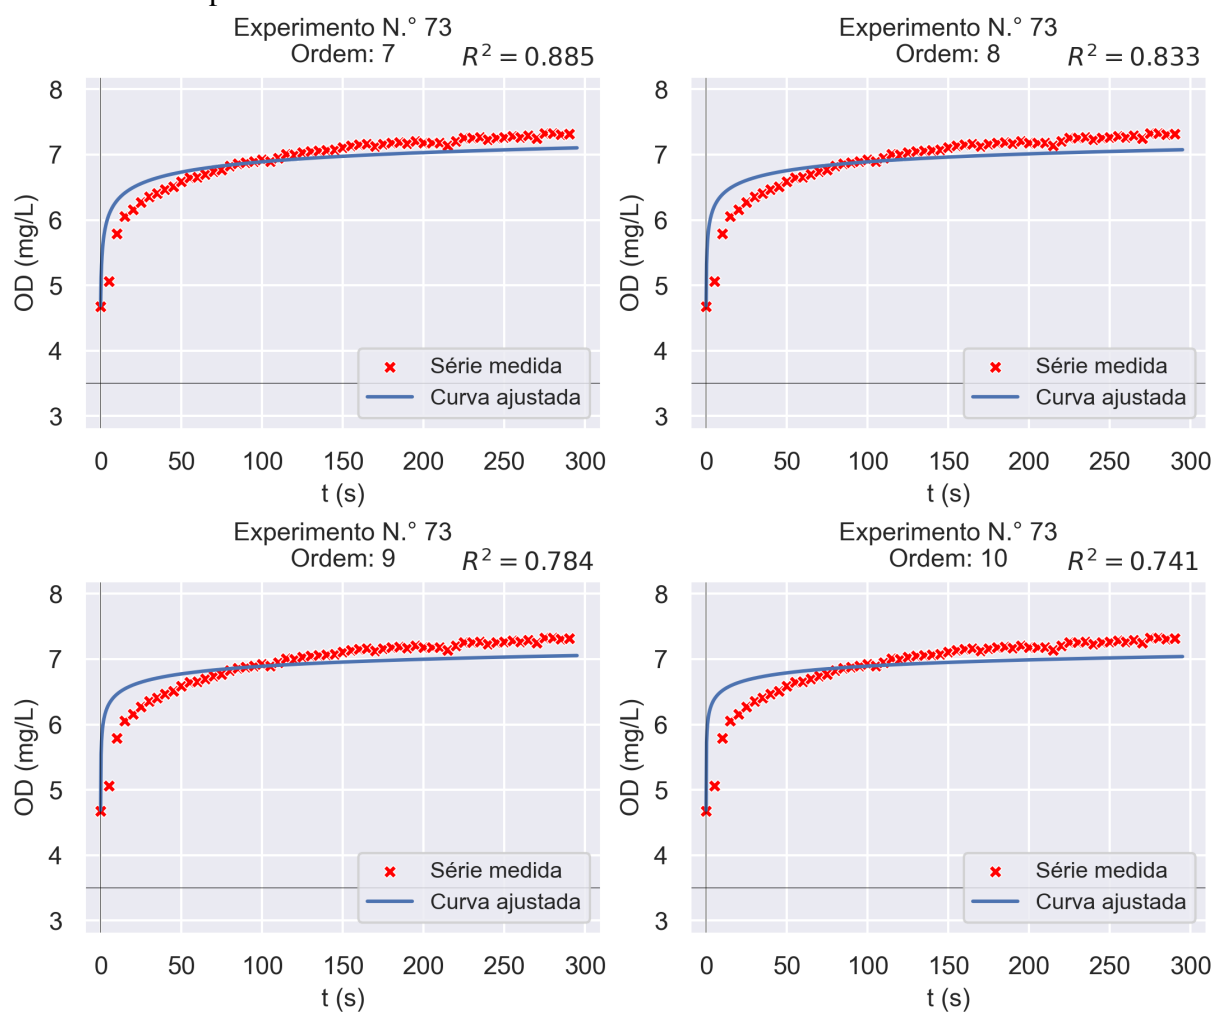 Experimento N.° 73
Ordem: 7 R² = 0.885
8
7
6
5
4
3
OD (mg/L)
Série medida
Curva ajustada
0 50 100 150 200 250 300
t (s)
Experimento N.° 73
Ordem: 8 R² = 0.833
8
7
6
5
4
3
OD (mg/L)
Série medida
Curva ajustada
0 50 100 150 200 250 300
t (s)
Experimento N.° 73
Ordem: 9 R² = 0.784
8
7
6
5
4
3
OD (mg/L)
Série medida
Curva ajustada
0 50 100 150 200 250 300
t (s)
Experimento N.° 73
Ordem: 10 R² = 0.741
8
7
6
5
4
3
OD (mg/L)
Série medida
Curva ajustada
0 50 100 150 200 250 300
t (s)